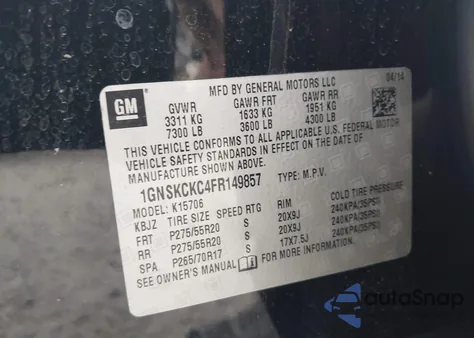 MFD BY GENERAL MOTORS LLC
04/14
GM
GVWR GAWR FRT GAWR RR
3311 KG 1633 KG 1951 KG
7300 LB 3600 LB 4300 LB
THIS VEHICLE CONFORMS TO ALL APPLICABLE U.S. FEDERAL MOTOR
VEHICLE SAFETY STANDARDS IN EFFECT ON THE DATE OF
MANUFACTURE SHOWN ABOVE.
1GNSKCKC4FR149857 TYPE: M.P.V.
MODEL: K15706
KBJZ TIRE SIZE SPEED RTG RIM COLD TIRE PRESSURE
FRT P275/55R20 S 20X9J 240KPA(35PSI)
RR P275/55R20 S 20X9J 240KPA(35PSI)
SPA P265/70R17 S 17X7.5J 240KPA(35PSI)
SEE OWNER'S MANUAL FOR MORE INFORMATION.
autoSnap